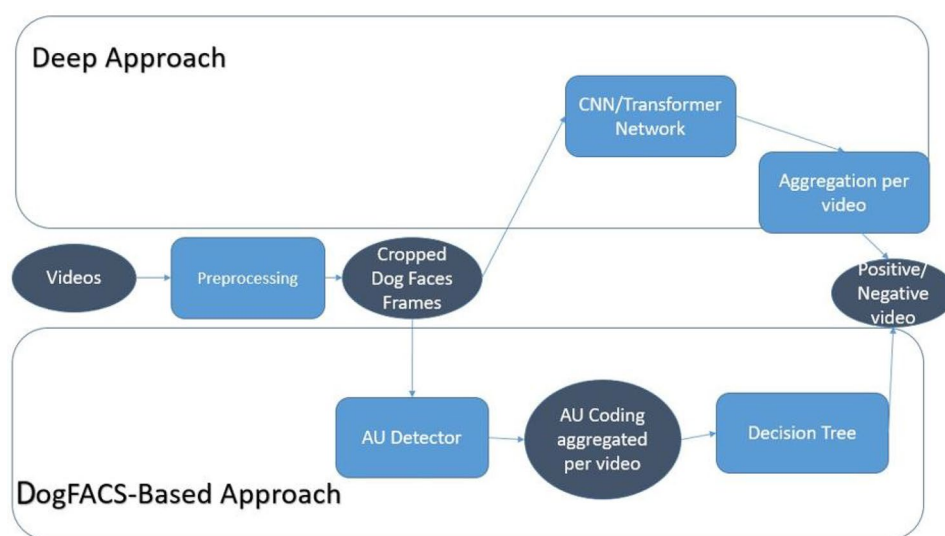 Deep Approach
CNN/Transformer
Network
Aggregation per
video
Videos
Preprocessing
Cropped
Dog Faces
Frames
Positive/
Negative
video
AU Detector
AU Coding
aggregated
per video
Decision Tree
DogFACS-Based Approach